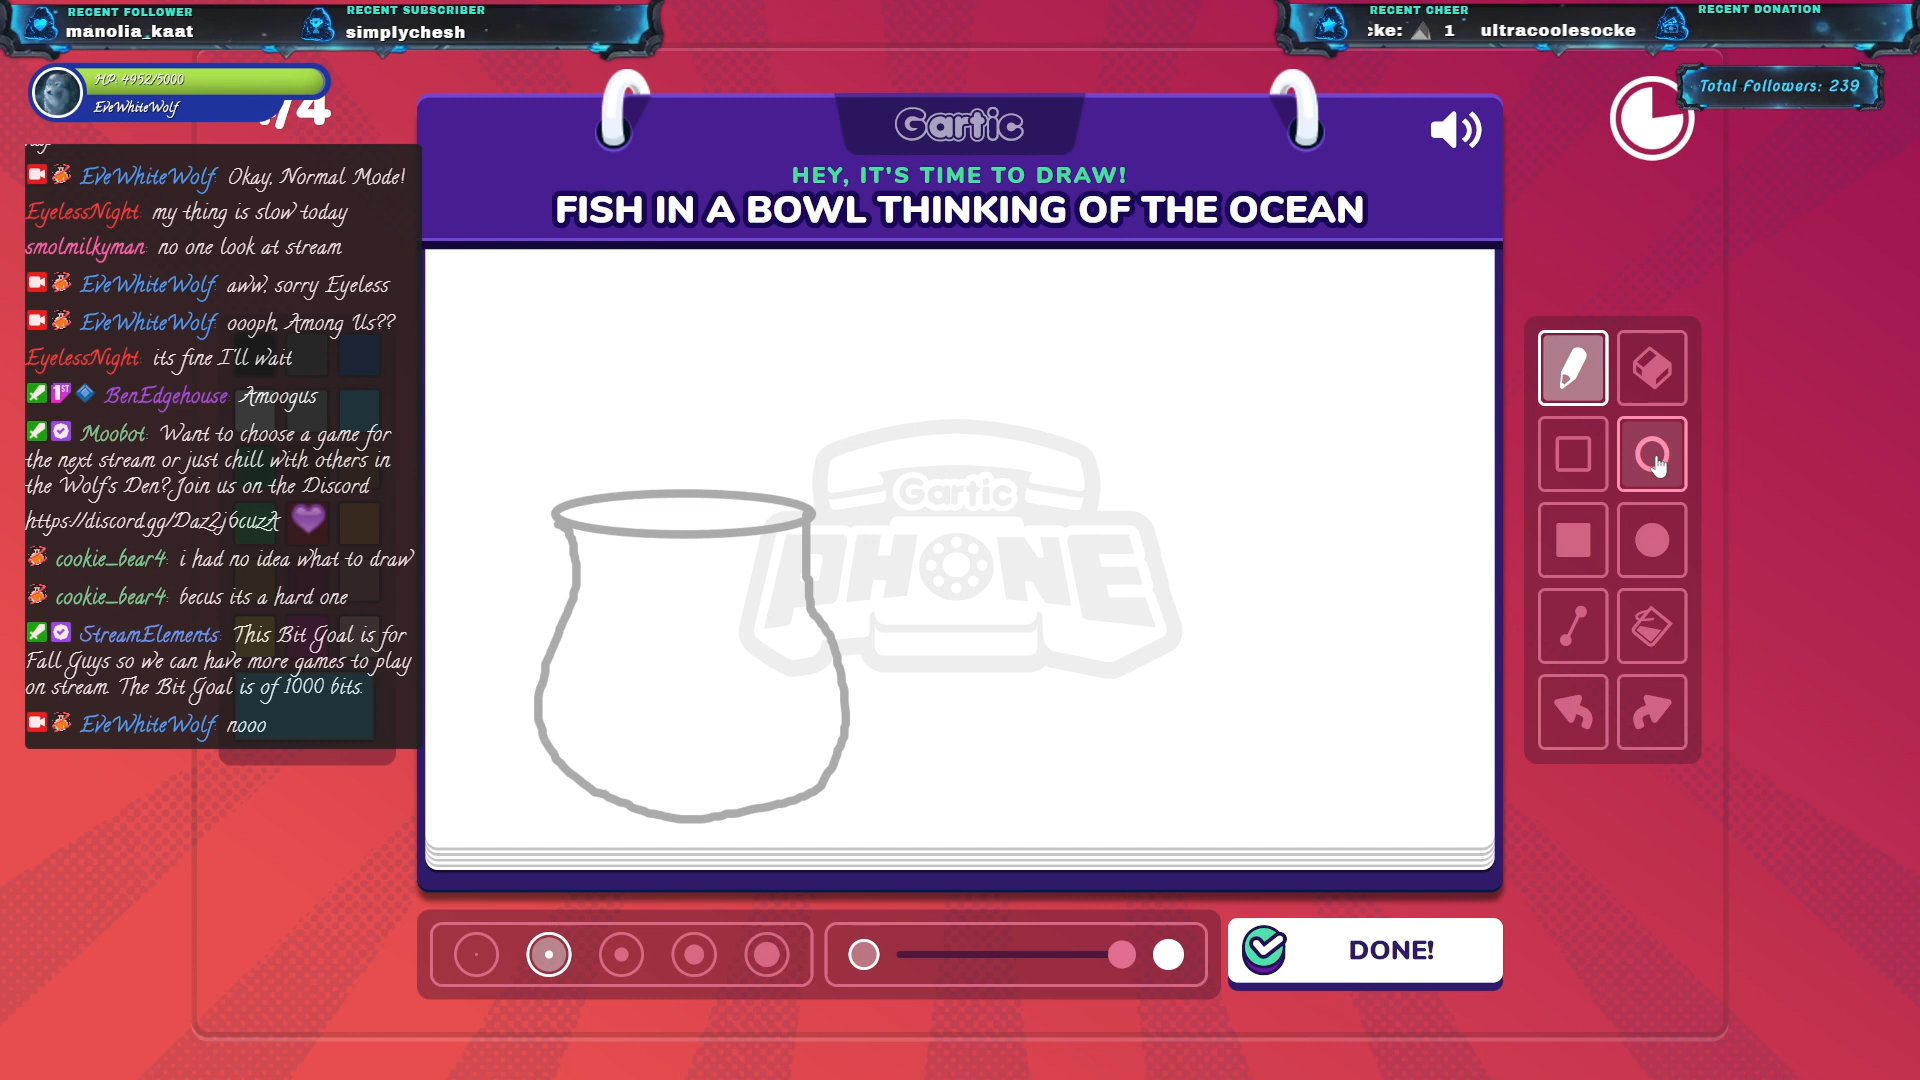 RECENT FOLLOWER
manolia_kaat
RECENT SUBSCRIBER
simplychesh
RECENT CHEER
cke: 1 ultracoolesocke
RECENT DONATION
Total Followers: 239
HP: 4952/5000
EveWhiteWolf
/4
EveWhiteWolf: Okay, Normal Mode!
EyelessNight: my thing is slow today
smolmilkyman: no one look at stream
EveWhiteWolf: aww, sorry Eyeless
EveWhiteWolf: oooph, Among Us??
EyelessNight: its fine I'll wait
1ST BenEdgehouse: Amoogus
Moobot: Want to choose a game for
the next stream or just chill with others in
the Wolf's Den? Join us on the Discord
https://discord.gg/Daz2j6cuzA
cookie_bear4: i had no idea what to draw
cookie_bear4: becus its a hard one
StreamElements: This Bit Goal is for
Fall Guys so we can have more games to play
on stream. The Bit Goal is of 1000 bits.
EveWhiteWolf: nooo
Gartic
HEY, IT'S TIME TO DRAW!
FISH IN A BOWL THINKING OF THE OCEAN
Gartic
PHONE
DONE!